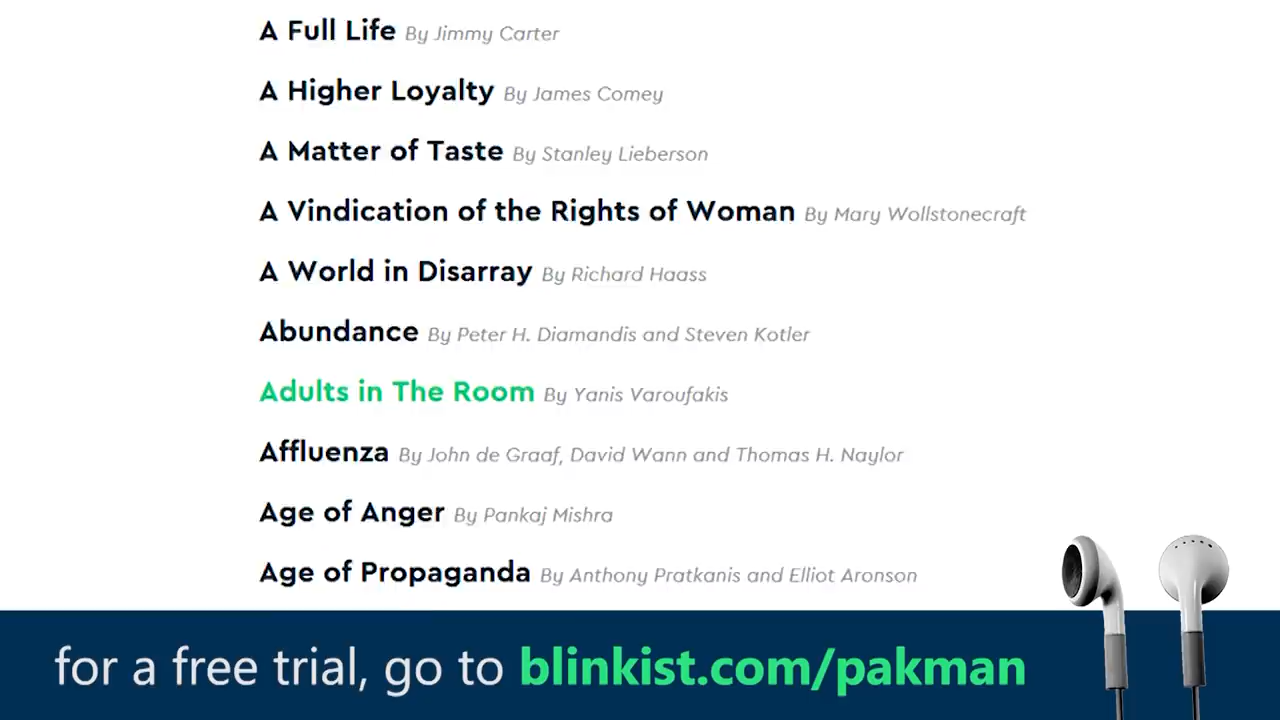 A Full Life By Jimmy Carter
A Higher Loyalty By James Comey
A Matter of Taste By Stanley Lieberson
A Vindication of the Rights of Woman By Mary Wollstonecraft
A World in Disarray By Richard Haass
Abundance By Peter H. Diamandis and Steven Kotler
Adults in The Room By Yanis Varoufakis
Affluenza By John de Graaf, David Wann and Thomas H. Naylor
Age of Anger By Pankaj Mishra
Age of Propaganda By Anthony Pratkanis and Elliot Aronson
for a free trial, go to blinkist.com/pakman